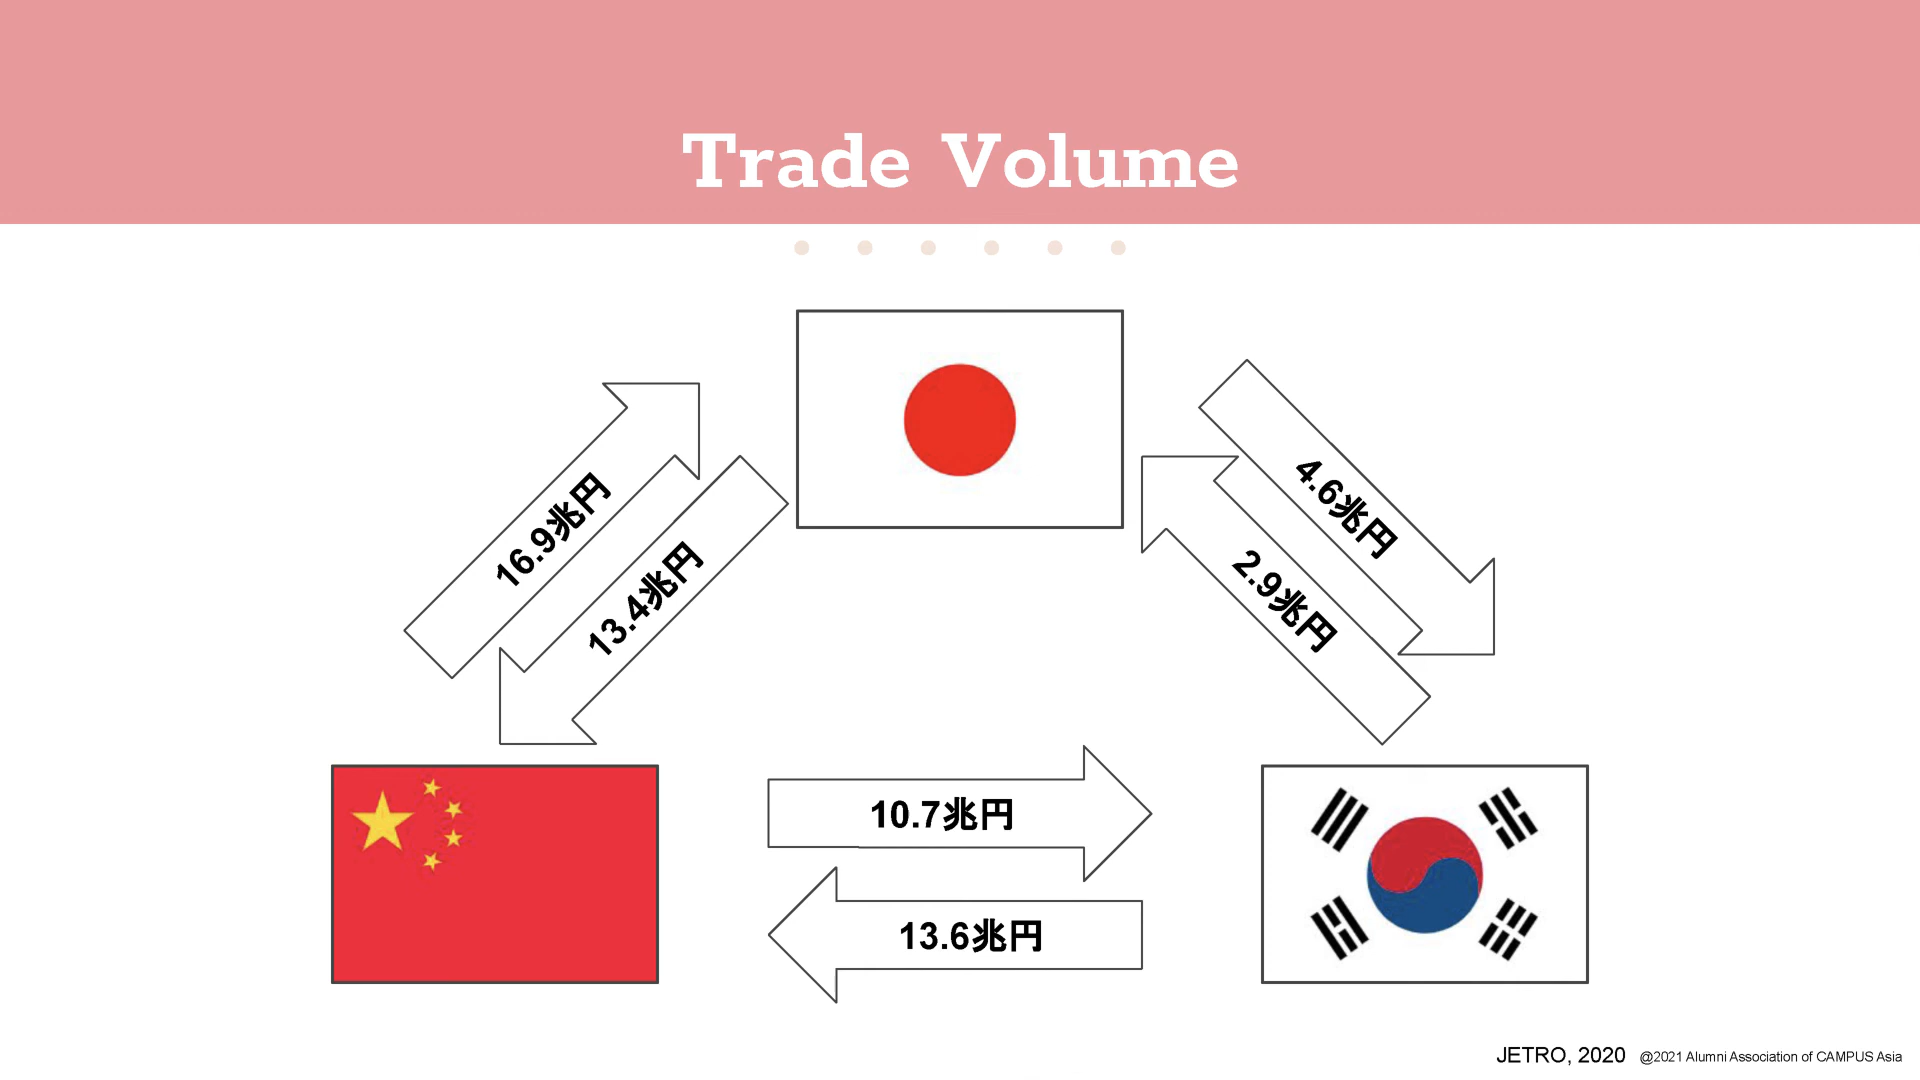 Trade Volume
16.9兆円
13.4兆円
4.6兆円
2.9兆円
10.7兆円
13.6兆円
JETRO, 2020
@2021 Alumni Association of CAMPUS Asia